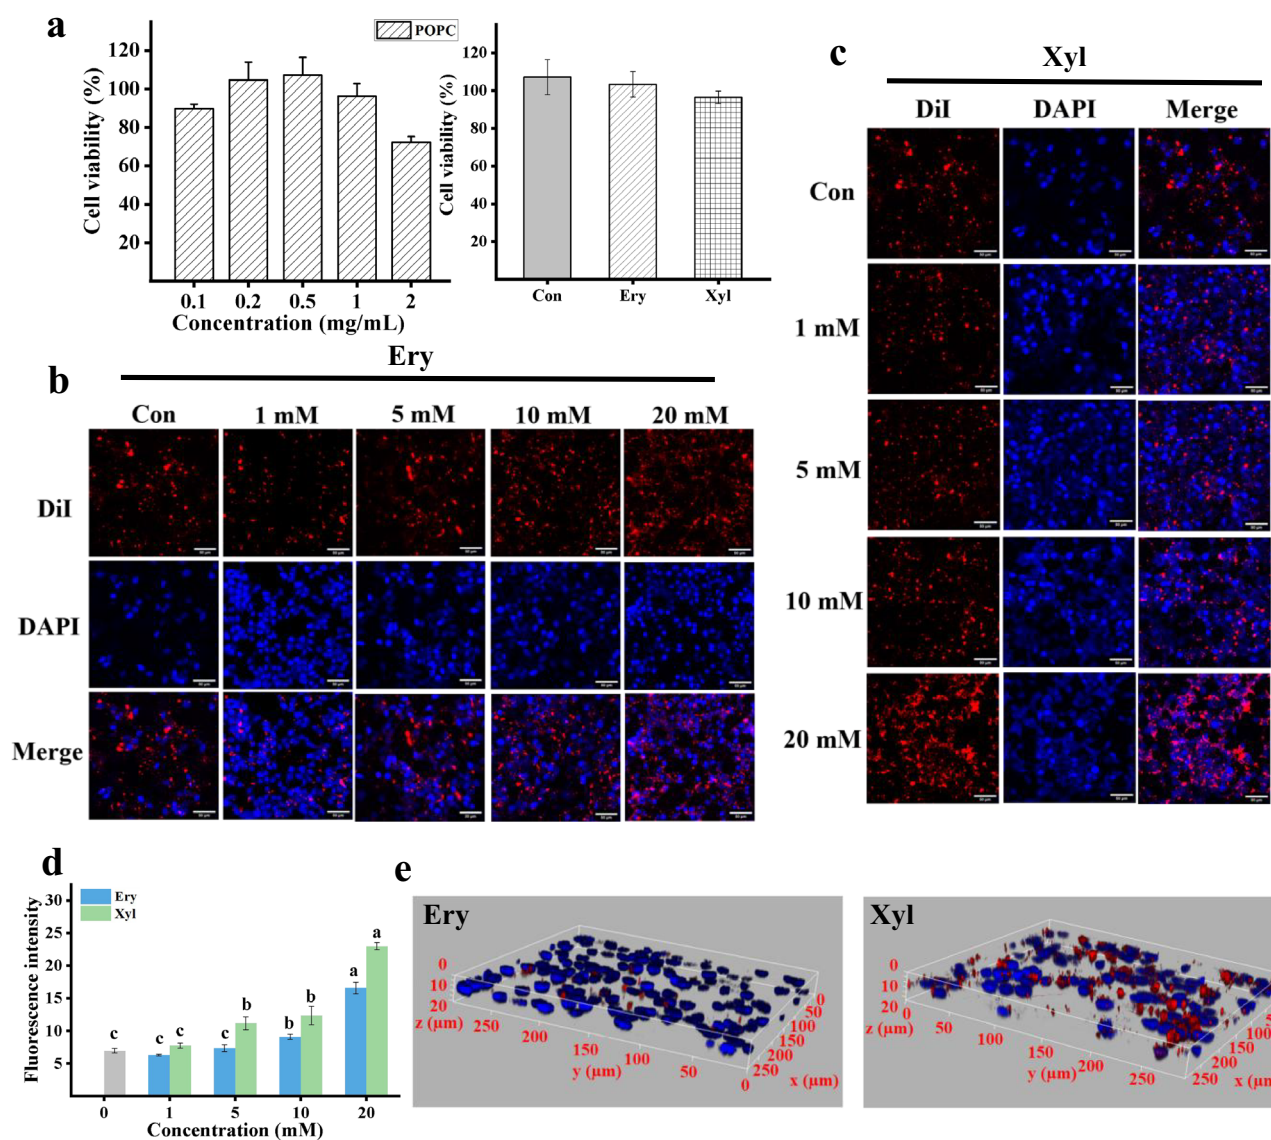 a
POPC
Cell viability (%)
120
100
80
60
40
20
0.1 0.2 0.5 1 2
Concentration (mg/mL)
Cell viability (%)
120
100
80
60
40
20
Con Ery Xyl
b
Ery
Con 1 mM 5 mM 10 mM 20 mM
DiI
DAPI
Merge
c
Xyl
DiI DAPI Merge
Con
1 mM
5 mM
10 mM
20 mM
d
Fluorescence intensity
30
25
20
15
10
5
Ery
Xyl
c
c c
c b
b b
a a
0 1 5 10 20
Concentration (mM)
e
Ery
0
10
20
z (μm)
250
200
150
100
50
0
y (μm)
0
50
100
150
200
250
x (μm)
Xyl
0
10
20
z (μm)
0
50
100
150
200
250
y (μm)
100
150
200
250
x (μm)